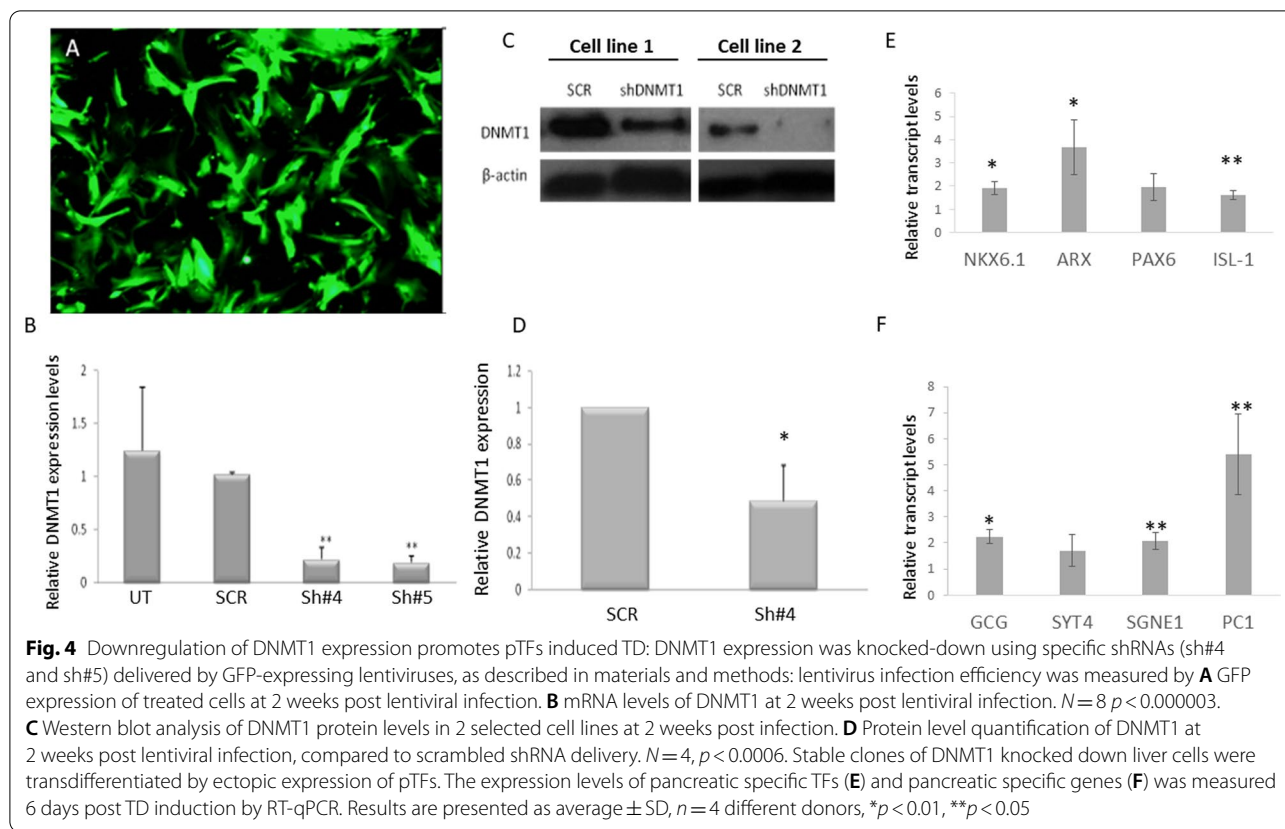 A
C
Cell line 1 Cell line 2
SCR shDNMT1 SCR shDNMT1
DNMT1
β-actin
E
Relative transcript levels
6
5
4
3
2
1
0
* * **
NKX6.1 ARX PAX6 ISL-1
B
Relative DNMT1 expression levels
2
1.5
1
0.5
0
** **
UT SCR Sh#4 Sh#5
D
Relative DNMT1 expression
1.2
1
0.8
0.6
0.4
0.2
0
*
SCR Sh#4
F
Relative transcript levels
8
7
6
5
4
3
2
1
0
* ** **
GCG SYT4 SGNE1 PC1
Fig. 4 Downregulation of DNMT1 expression promotes pTFs induced TD: DNMT1 expression was knocked-down using specific shRNAs (sh#4
and sh#5) delivered by GFP-expressing lentiviruses, as described in materials and methods: lentivirus infection efficiency was measured by A GFP
expression of treated cells at 2 weeks post lentiviral infection. B mRNA levels of DNMT1 at 2 weeks post lentiviral infection. N = 8 p < 0.000003.
C Western blot analysis of DNMT1 protein levels in 2 selected cell lines at 2 weeks post infection. D Protein level quantification of DNMT1 at
2 weeks post lentiviral infection, compared to scrambled shRNA delivery. N = 4, p < 0.0006. Stable clones of DNMT1 knocked down liver cells were
transdifferentiated by ectopic expression of pTFs. The expression levels of pancreatic specific TFs (E) and pancreatic specific genes (F) was measured
6 days post TD induction by RT-qPCR. Results are presented as average ± SD, n = 4 different donors, *p < 0.01, **p < 0.05